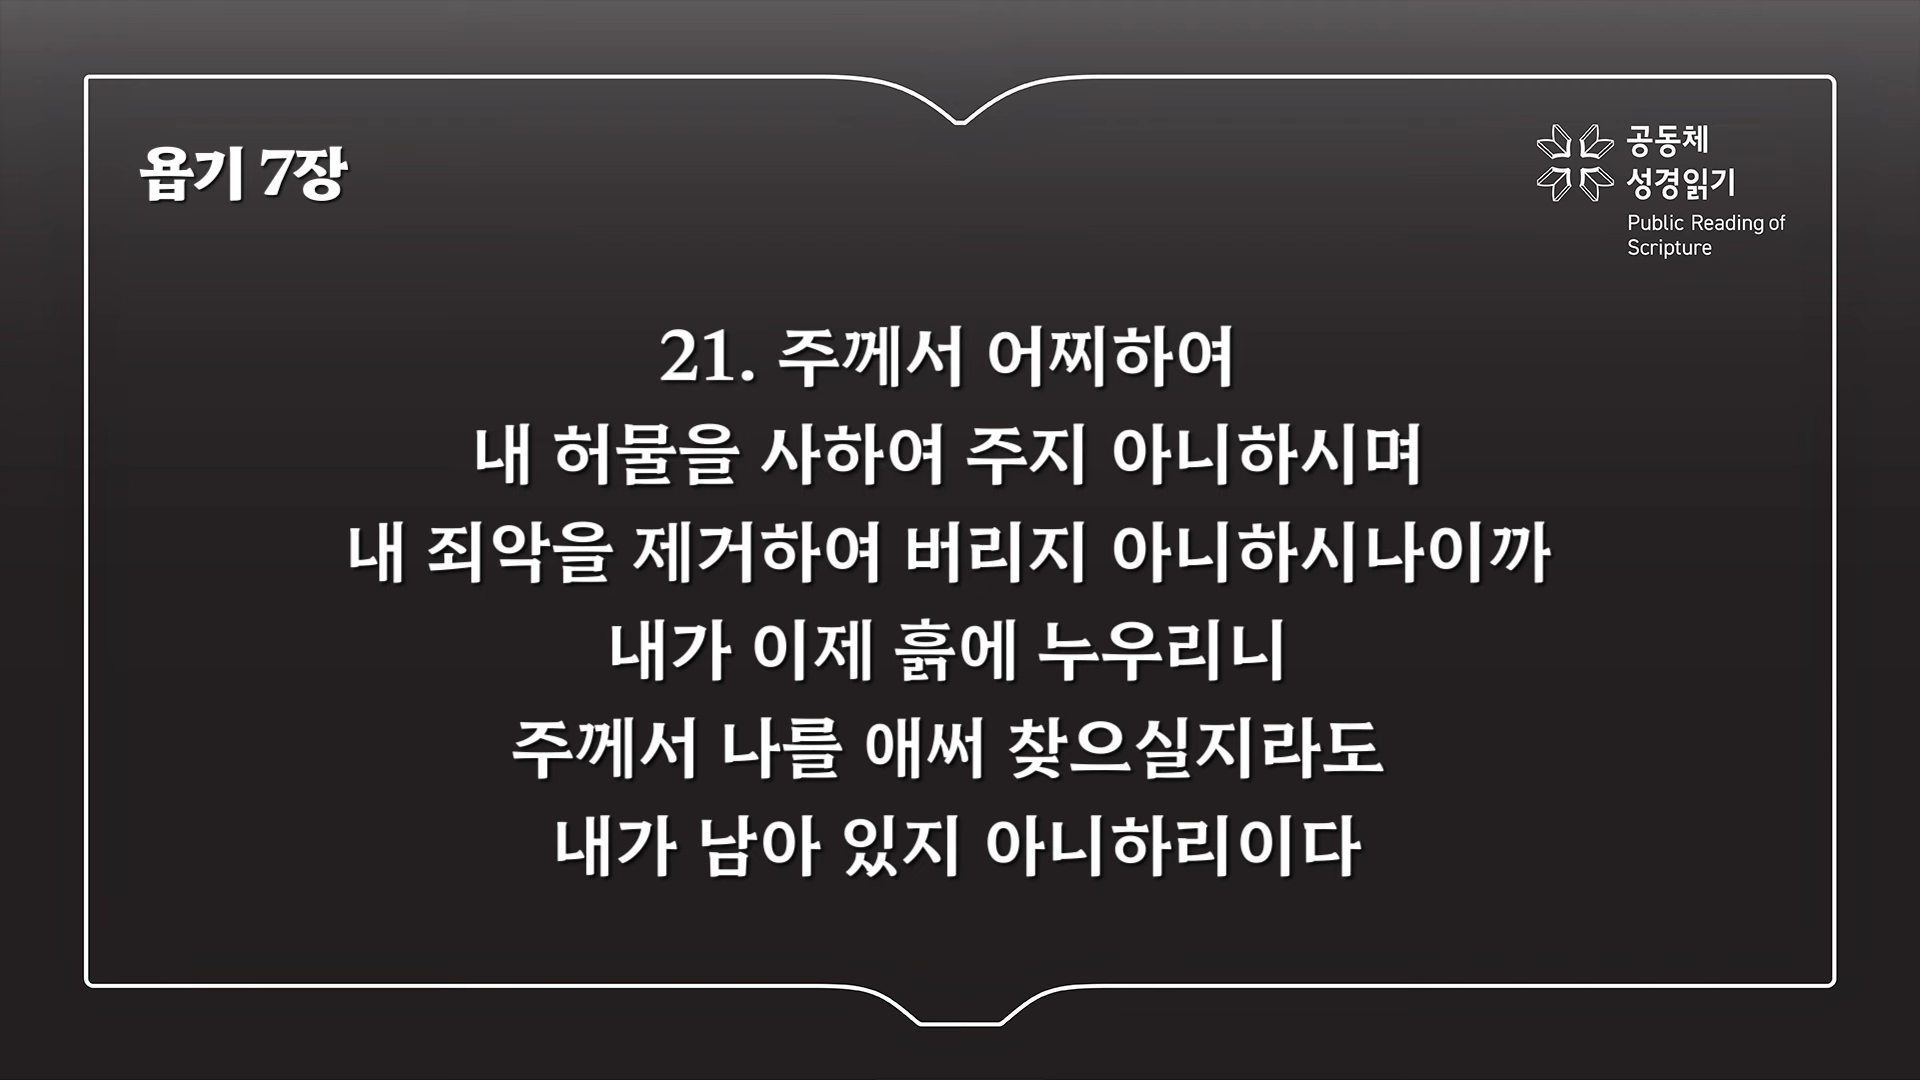 욥기 7장
공동체
성경읽기
Public Reading of
Scripture
21. 주께서 어찌하여
내 허물을 사하여 주지 아니하시며
내 죄악을 제거하여 버리지 아니하시나이까
내가 이제 흙에 누우리니
주께서 나를 애써 찾으실지라도
내가 남아 있지 아니하리이다